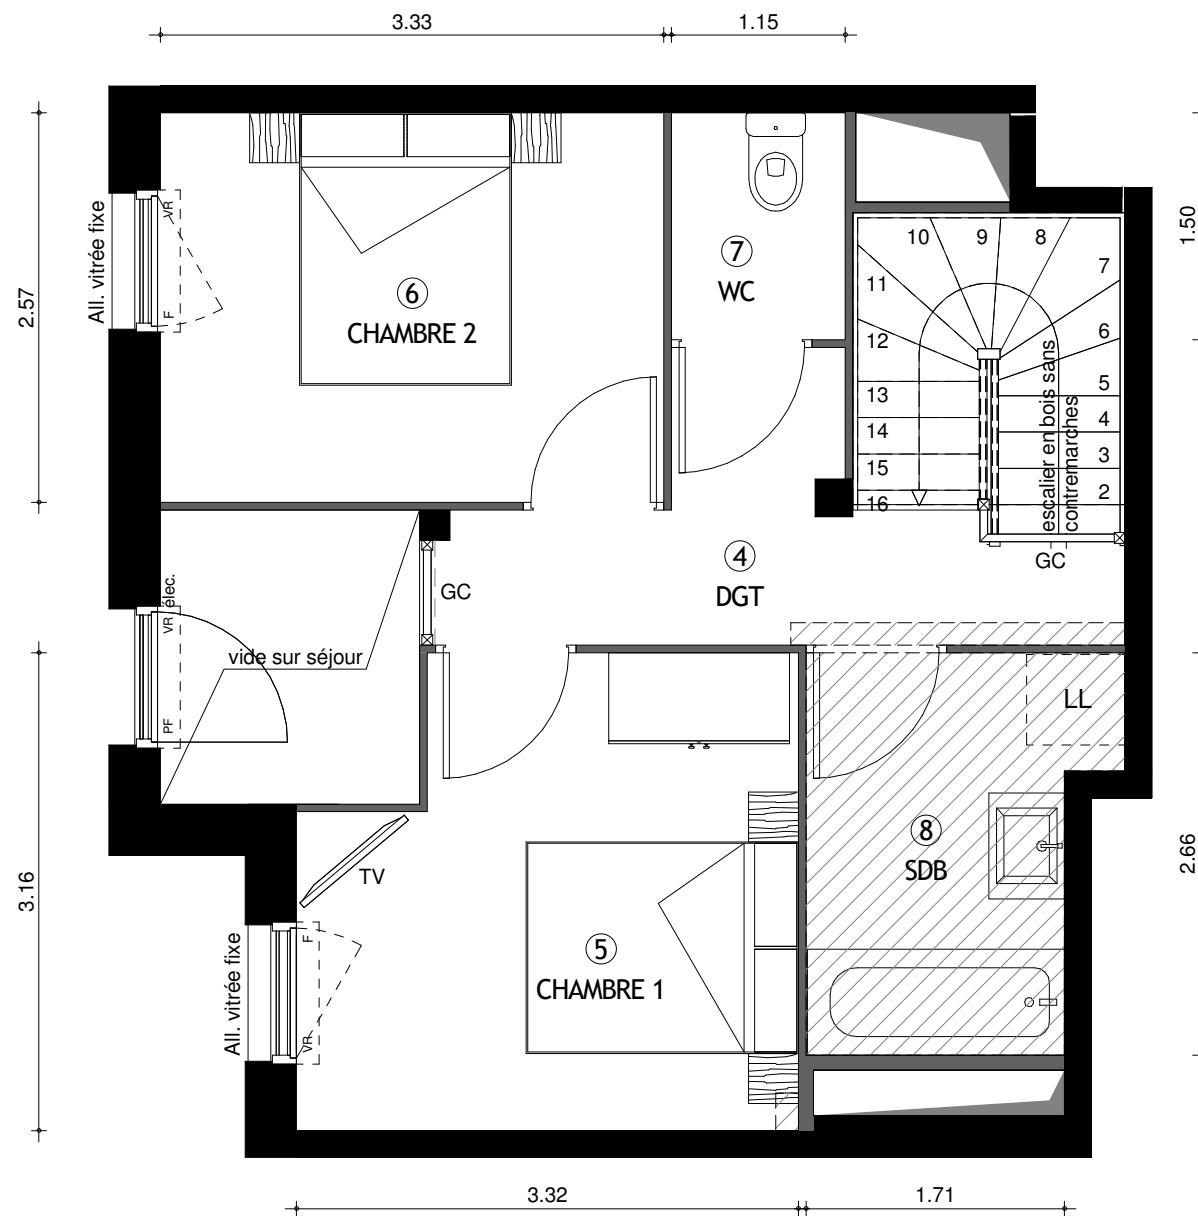 3.33
1.15
2.57
1.50
All. vitrée fixe
VR
F
6
CHAMBRE 2
7
WC
10
9
8
7
6
5
4
3
2
11
12
13
14
15
16
escalier en bois sans
contremarches
GC
GC
4
DGT
VR élec.
PF
vide sur séjour
LL
3.16
2.66
TV
8
SDB
5
CHAMBRE 1
All. vitrée fixe
F
VR
3.32
1.71